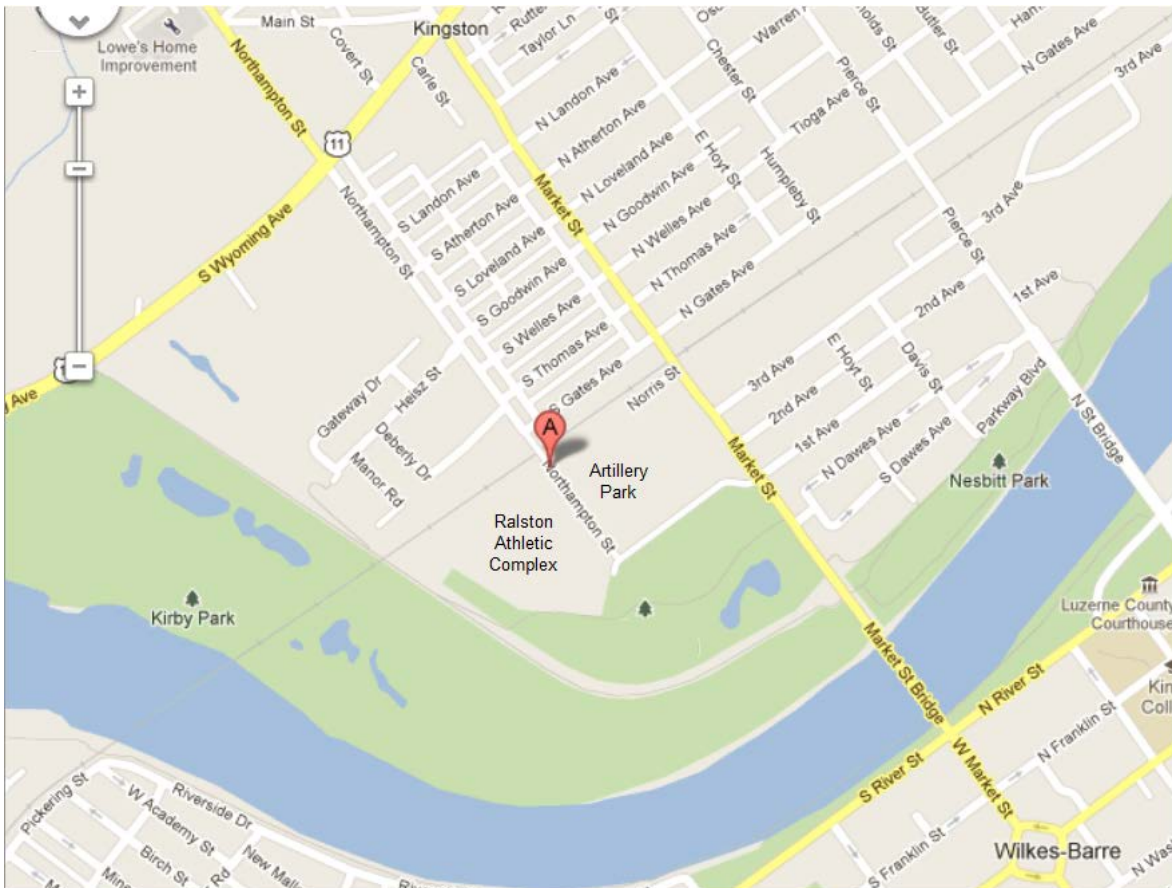 Main St
Kingston
Rutter
Taylor Ln
Warren
Butler St
N Gates Ave
3rd Ave
Lowe's Home
Improvement
Covert St
Carle St
Northampton St
Chester St
Pierce St
N Landon Ave
Tioga Ave
11
N Atherton Ave
E Hoyt St
Humpleby St
N Loveland Ave
Market St
S Landon Ave
N Goodwin Ave
3rd Ave
Northampton St
S Atherton Ave
N Welles Ave
Pierce St
S Wyoming Ave
S Loveland Ave
N Thomas Ave
S Goodwin Ave
N Gates Ave
1st Ave
2nd Ave
S Welles Ave
S Thomas Ave
E Hoyt St
Davis St
Gateway Dr
Heisz St
S Gates Ave
Norris St
3rd Ave
Parkway Blvd
Ave
2nd Ave
N St Bridge
Deberly Dr
A
1st Ave
N Dawes Ave
S Dawes Ave
Manor Rd
Northampton St
Artillery
Park
Market St
Nesbitt Park
Ralston
Athletic
Complex
Kirby Park
Luzerne County
Courthouse
Market St Bridge
N River St
Kin
Coll
N Franklin St
W Market St
S River St
Pickering St
Riverside Dr
W Academy St
Birch St
New Mall
S Franklin St
Wilkes-Barre